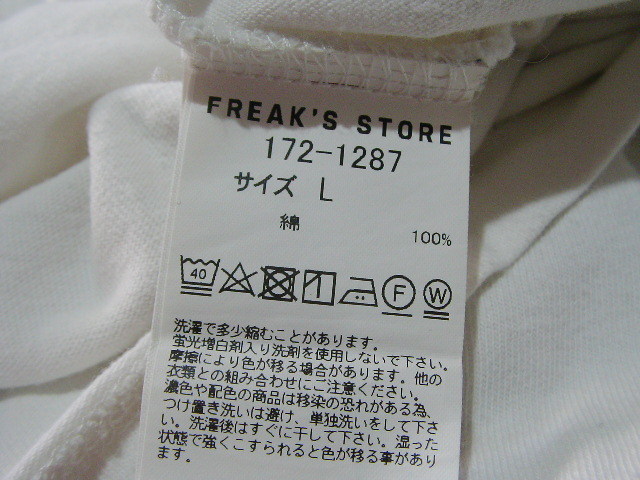 FREAK'S STORE
172-1287
サイズ L
綿 100%
40 F W
洗濯で多少縮むことがあります。
蛍光増白剤入り洗剤を使用しないで下さい。
摩擦により色が移る場合があります。他の
衣類との組み合わせにご注意ください。
濃色や配色の商品は移染の恐れがある為、
つけ置き洗いは避け、単独洗いをして下さ
い。洗濯後はすぐに干して下さい。湿った
状態で強くこすられると色が移る事があり
ます。